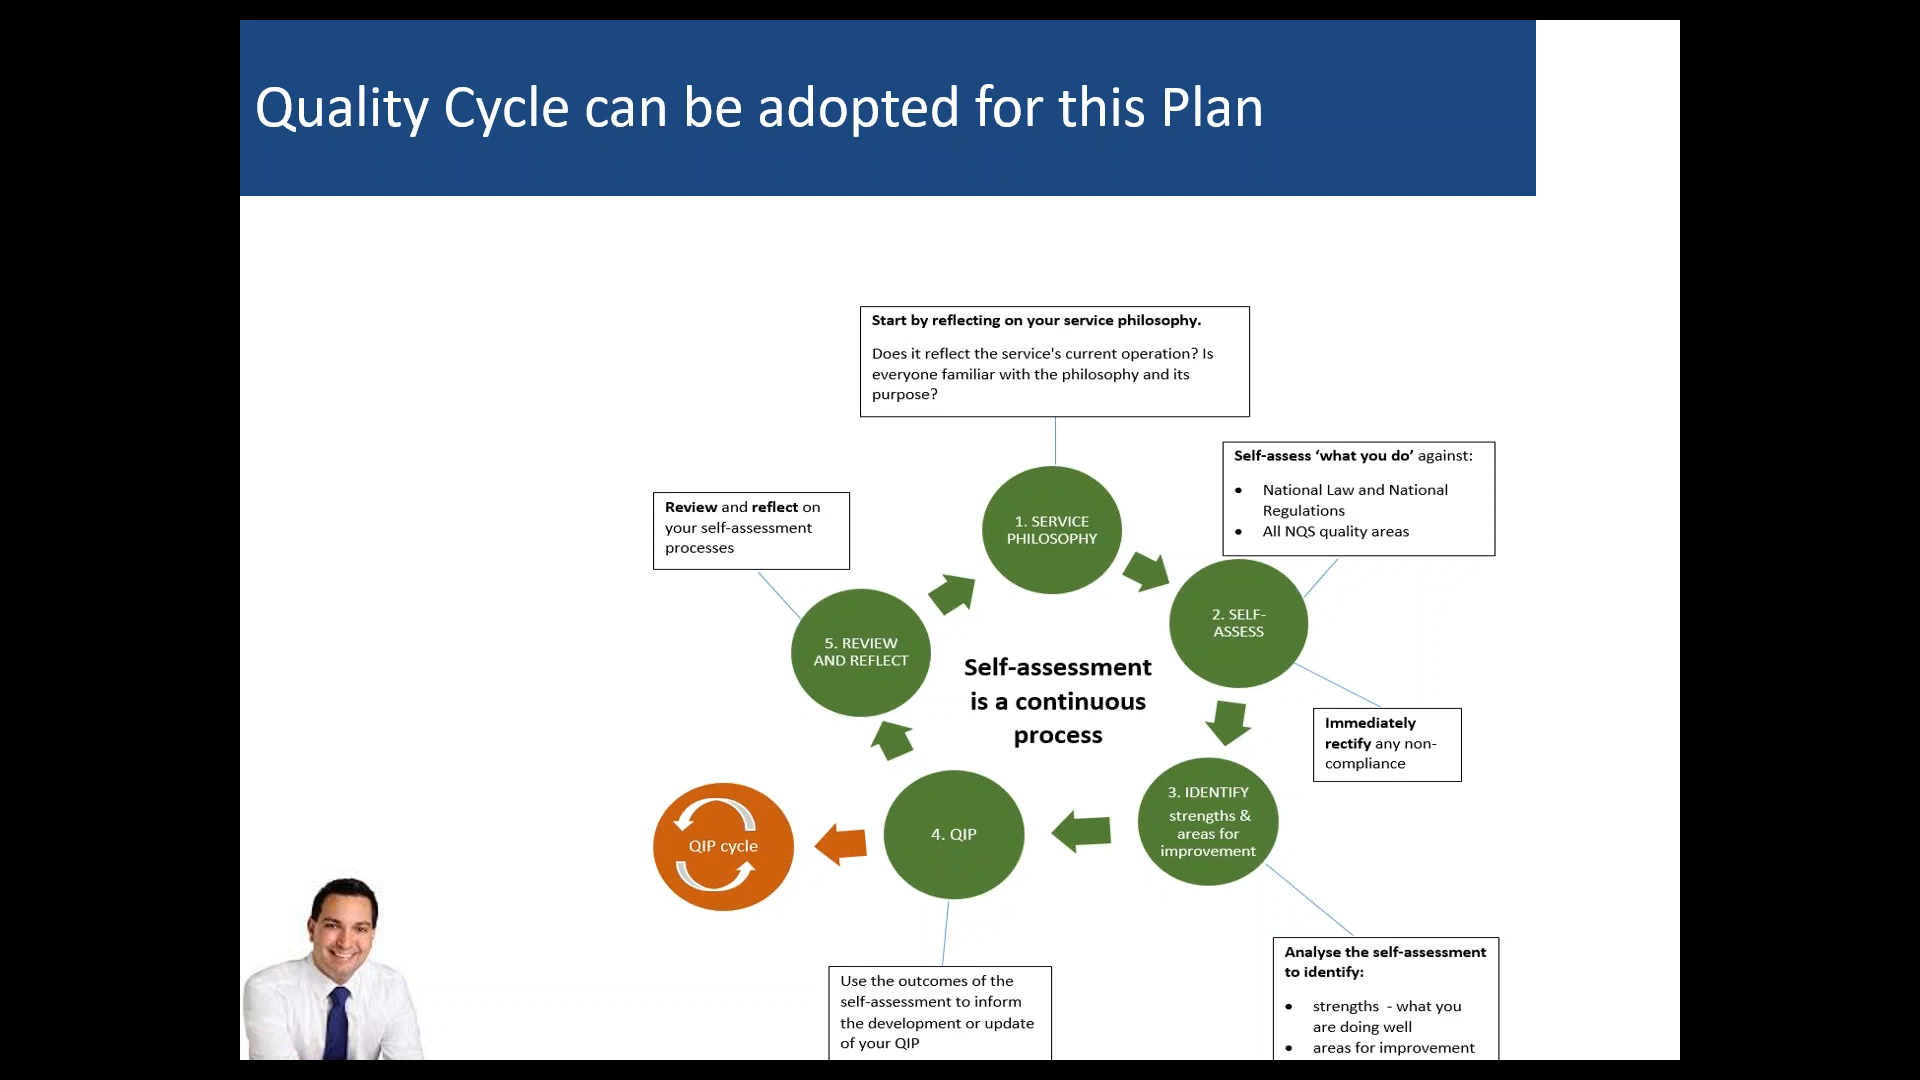 Quality Cycle can be adopted for this Plan
Start by reflecting on your service philosophy.
Does it reflect the service's current operation? Is
everyone familiar with the philosophy and its
purpose?
Self-assess ‘what you do’ against:
• National Law and National
Regulations
• All NQS quality areas
Review and reflect on
your self-assessment
processes
1. SERVICE
PHILOSOPHY
2. SELF-
ASSESS
5. REVIEW
AND REFLECT
Self-assessment
is a continuous
process
Immediately
rectify any non-
compliance
3. IDENTIFY
strengths &
areas for
improvement
4. QIP
QIP cycle
Analyse the self-assessment
to identify:
• strengths - what you
are doing well
• areas for improvement
Use the outcomes of the
self-assessment to inform
the development or update
of your QIP